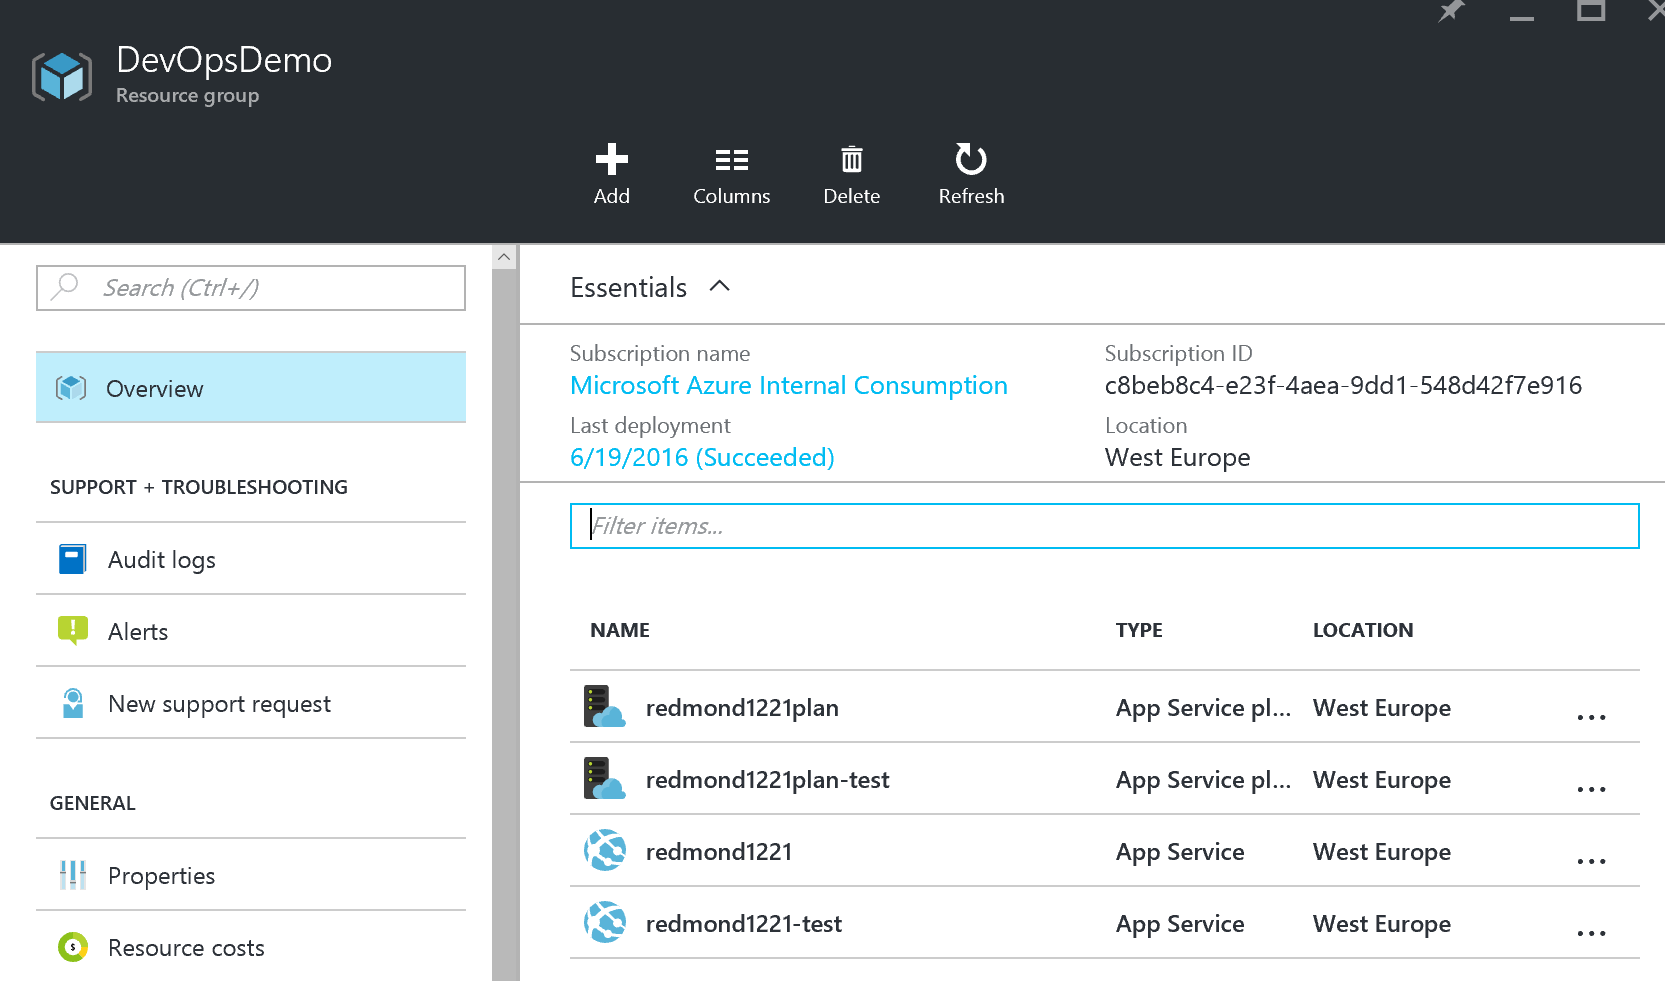 DevOpsDemo
Resource group
Add
Columns
Delete
Refresh
Search (Ctrl+/)
Overview
SUPPORT + TROUBLESHOOTING
Audit logs
Alerts
New support request
GENERAL
Properties
Resource costs
Essentials
Subscription name
Microsoft Azure Internal Consumption
Subscription ID
c8beb8c4-e23f-4aea-9dd1-548d42f7e916
Last deployment
6/19/2016 (Succeeded)
Location
West Europe
Filter items...
NAME TYPE LOCATION
redmond1221plan App Service pl... West Europe ...
redmond1221plan-test App Service pl... West Europe ...
redmond1221 App Service West Europe ...
redmond1221-test App Service West Europe ...